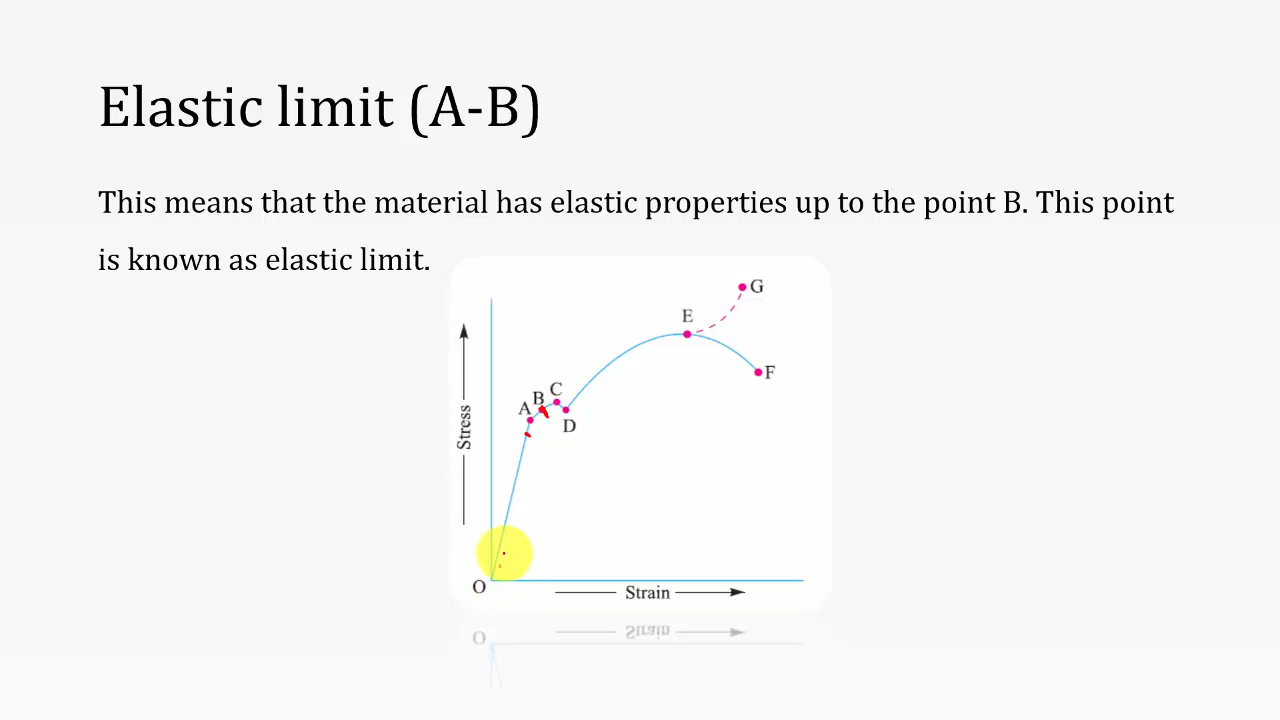 Elastic limit (A-B)
This means that the material has elastic properties up to the point B. This point
is known as elastic limit.
G
E
F
C
B
A
D
Stress
O
Strain